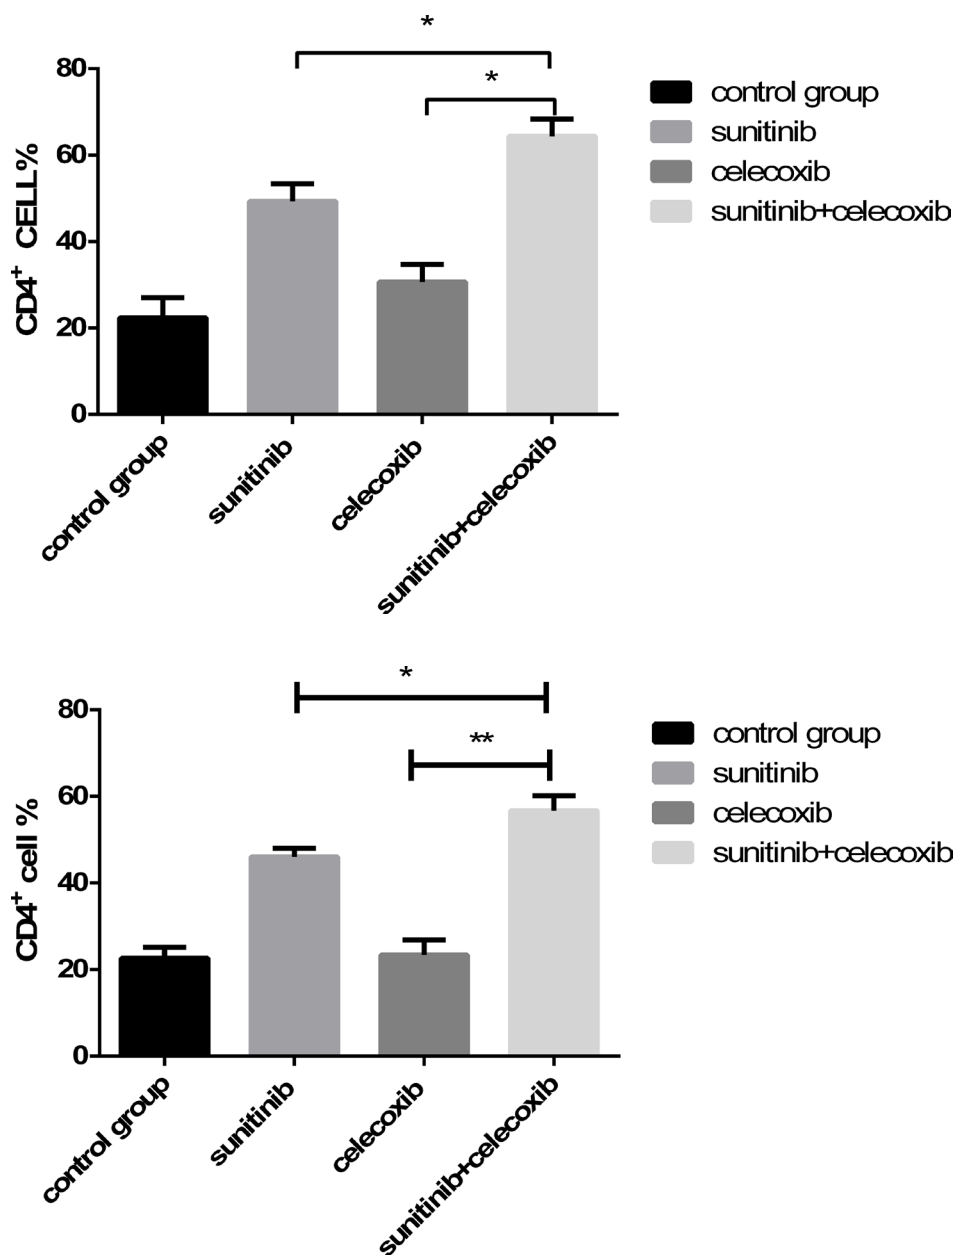 *
*
80
60
40
20
0
CD4+ CELL%
control group
sunitinib
celecoxib
sunitinib+celecoxib
control group
sunitinib
celecoxib
sunitinib+celecoxib
*
**
80
60
40
20
0
CD4+ cell %
control group
sunitinib
celecoxib
sunitinib+celecoxib
control group
sunitinib
celecoxib
sunitinib+celecoxib